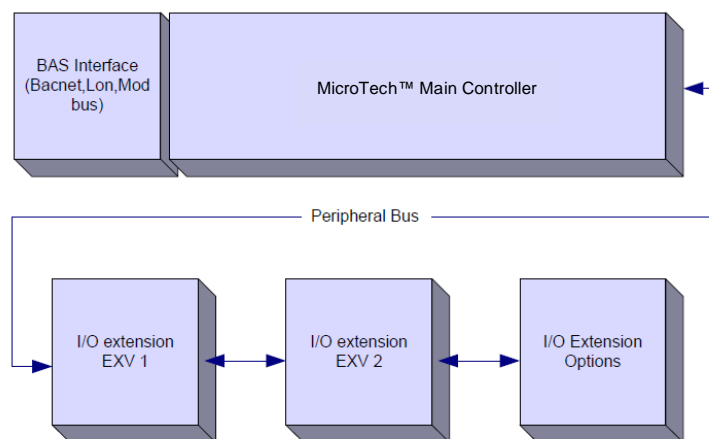 BAS Interface
(Bacnet,Lon,Mod
bus)
MicroTech™ Main Controller
Peripheral Bus
I/O extension
EXV 1
I/O extension
EXV 2
I/O Extension
Options